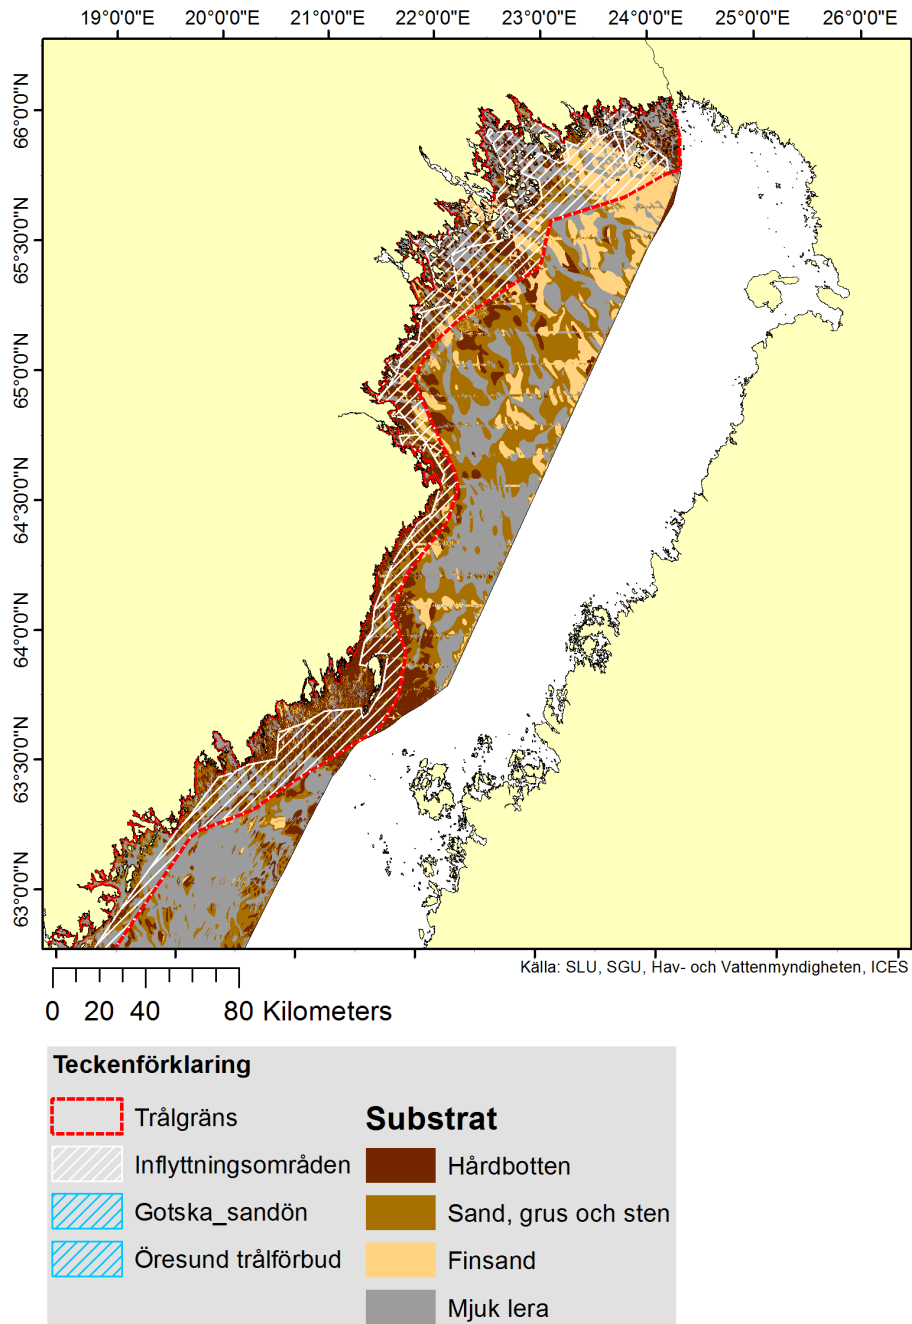 19°0'0"E 20°0'0"E 21°0'0"E 22°0'0"E 23°0'0"E 24°0'0"E 25°0'0"E 26°0'0"E
66°0'0"N
65°30'0"N
65°0'0"N
64°30'0"N
64°0'0"N
63°30'0"N
63°0'0"N
Källa: SLU, SGU, Hav- och Vattenmyndigheten, ICES
0 20 40 80 Kilometers
Teckenförklaring
Trålgräns
Inflyttningsområden
Gotska_sandön
Öresund trålförbud
Substrat
Hårdbotten
Sand, grus och sten
Finsand
Mjuk lera